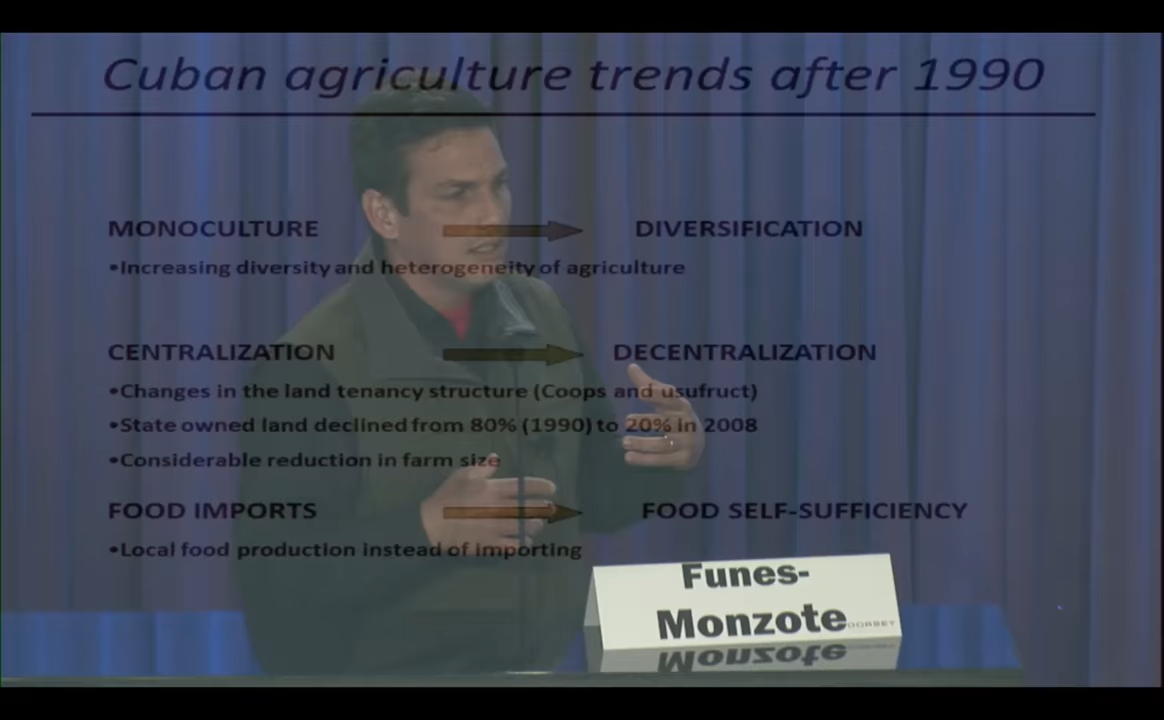 Cuban agriculture trends after 1990
MONOCULTURE DIVERSIFICATION
•Increasing diversity and heterogeneity of agriculture
CENTRALIZATION DECENTRALIZATION
•Changes in the land tenancy structure (Coops and usufruct)
•State owned land declined from 80% (1990) to 20% in 2008
•Considerable reduction in farm size
FOOD IMPORTS FOOD SELF-SUFFICIENCY
•Local food production instead of importing
Funes-
Monzote
DORSEY
Monzote